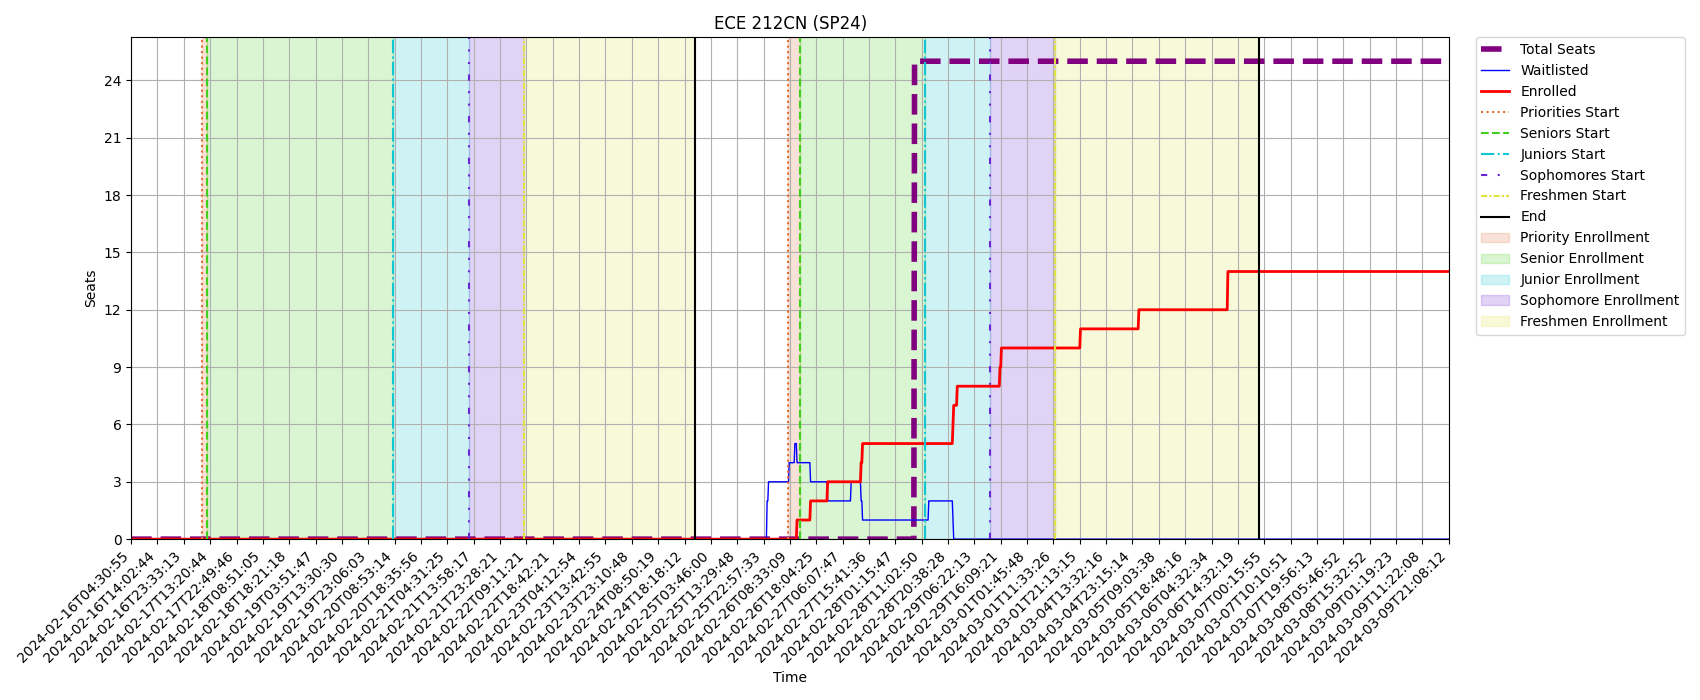 ECE 212CN (SP24)
Total Seats
Waitlisted
Enrolled
Priorities Start
Seniors Start
Juniors Start
Sophomores Start
Freshmen Start
End
Priority Enrollment
Senior Enrollment
Junior Enrollment
Sophomore Enrollment
Freshmen Enrollment
Seats
24
21
18
15
12
9
6
3
0
2024-02-16T04:30:55
2024-02-16T14:02:44
2024-02-16T23:33:13
2024-02-17T13:20:44
2024-02-17T22:49:46
2024-02-18T08:51:05
2024-02-18T18:21:18
2024-02-19T03:51:47
2024-02-19T13:30:30
2024-02-19T23:06:03
2024-02-20T08:53:14
2024-02-20T18:35:56
2024-02-21T04:31:25
2024-02-21T13:58:17
2024-02-21T23:28:21
2024-02-22T09:11:21
2024-02-22T18:42:21
2024-02-23T04:12:54
2024-02-23T13:42:55
2024-02-23T23:10:48
2024-02-24T08:50:19
2024-02-24T18:18:12
2024-02-25T03:46:00
2024-02-25T13:29:48
2024-02-25T22:57:33
2024-02-26T08:33:09
2024-02-26T18:04:25
2024-02-27T06:07:47
2024-02-27T15:41:36
2024-02-28T01:15:47
2024-02-28T11:02:50
2024-02-28T20:38:28
2024-02-29T06:22:13
2024-02-29T16:09:21
2024-03-01T01:45:48
2024-03-01T11:33:26
2024-03-01T21:13:15
2024-03-04T13:32:16
2024-03-04T23:15:14
2024-03-05T09:03:38
2024-03-05T18:48:16
2024-03-06T04:32:34
2024-03-06T14:32:19
2024-03-07T00:15:55
2024-03-07T10:10:51
2024-03-07T19:56:13
2024-03-08T05:46:52
2024-03-08T15:32:52
2024-03-09T01:19:23
2024-03-09T11:22:08
2024-03-09T21:08:12
Time